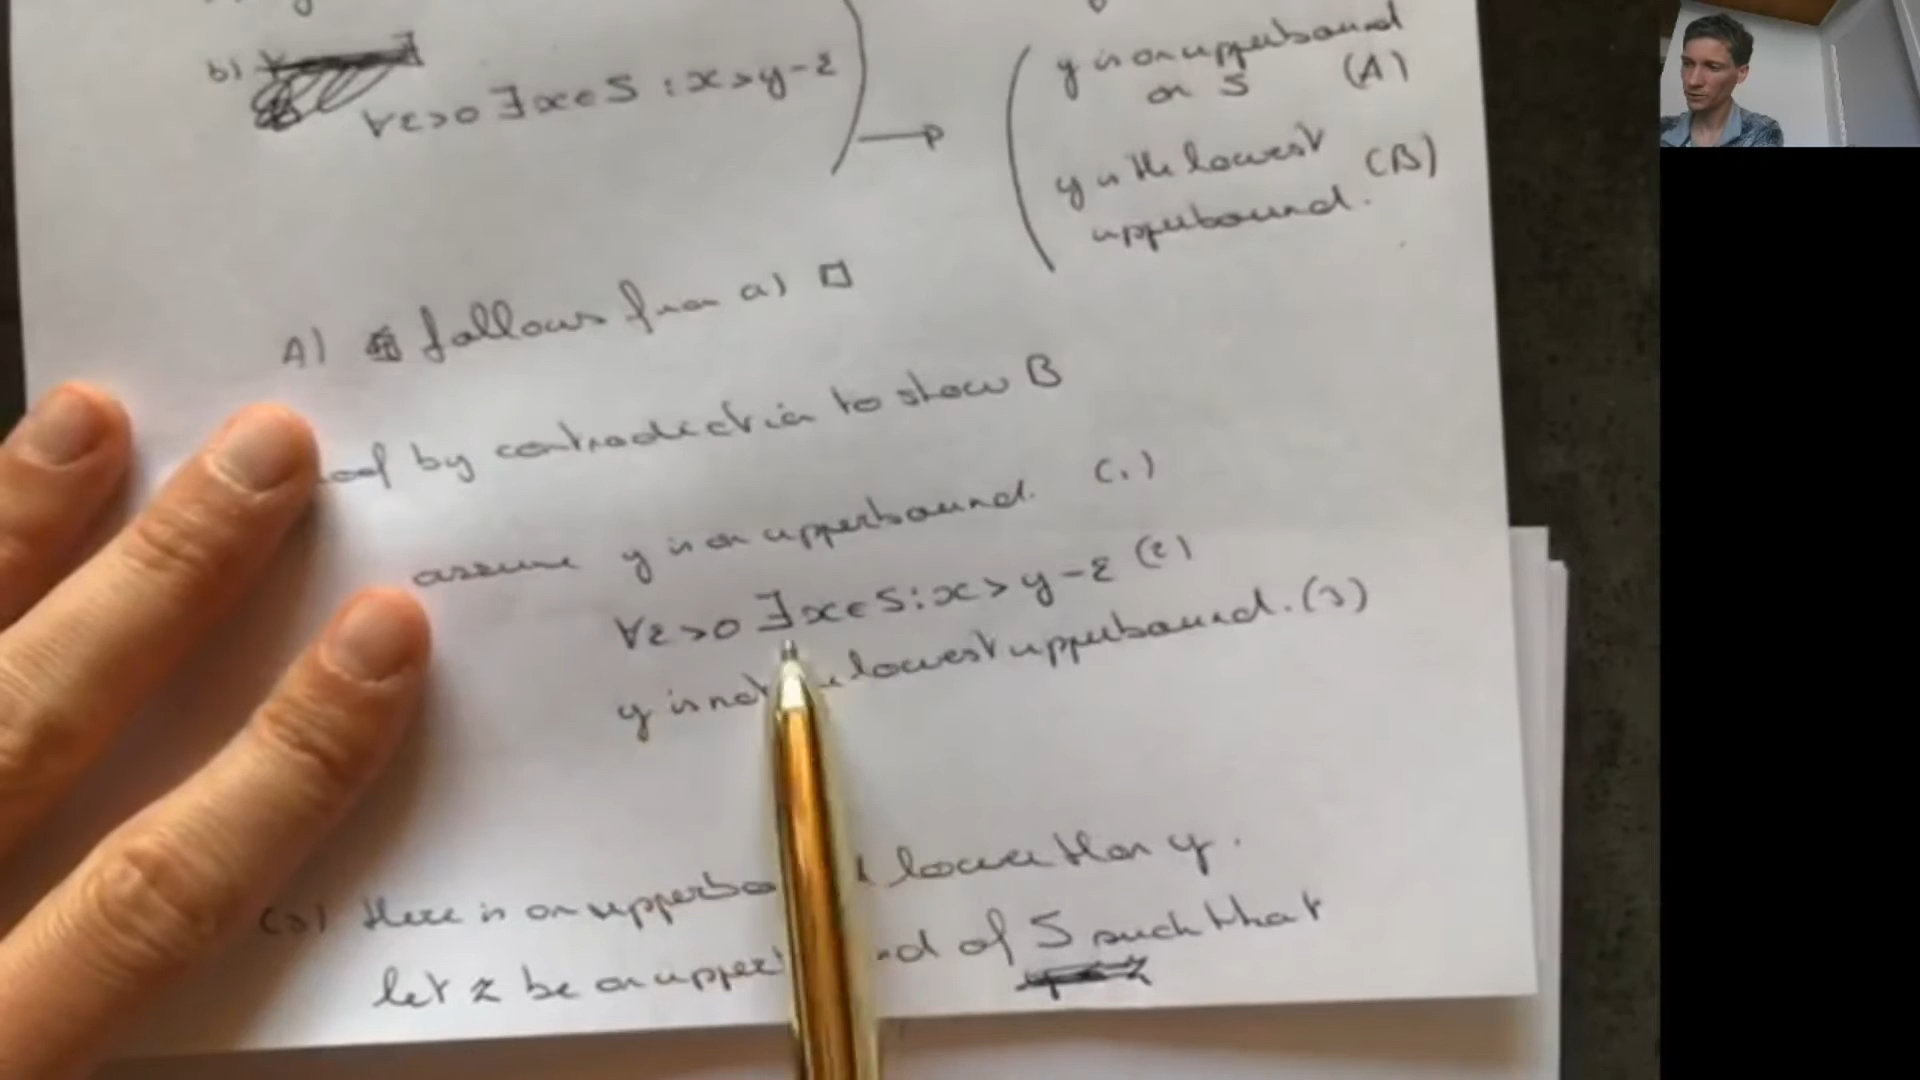 b)
∀ε>0 ∃x∈S : x>y-ε
y is an upperbound
on S (A)
y is the lowest
upperbound. (B)
A) follows from a) □
by contradiction to show B
assume y is an upperbound. (1)
∀ε>0 ∃x∈S : x>y-ε (2)
y is not lowest upperbound. (3)
(3) there is an lower than y.
let z be an of S such that